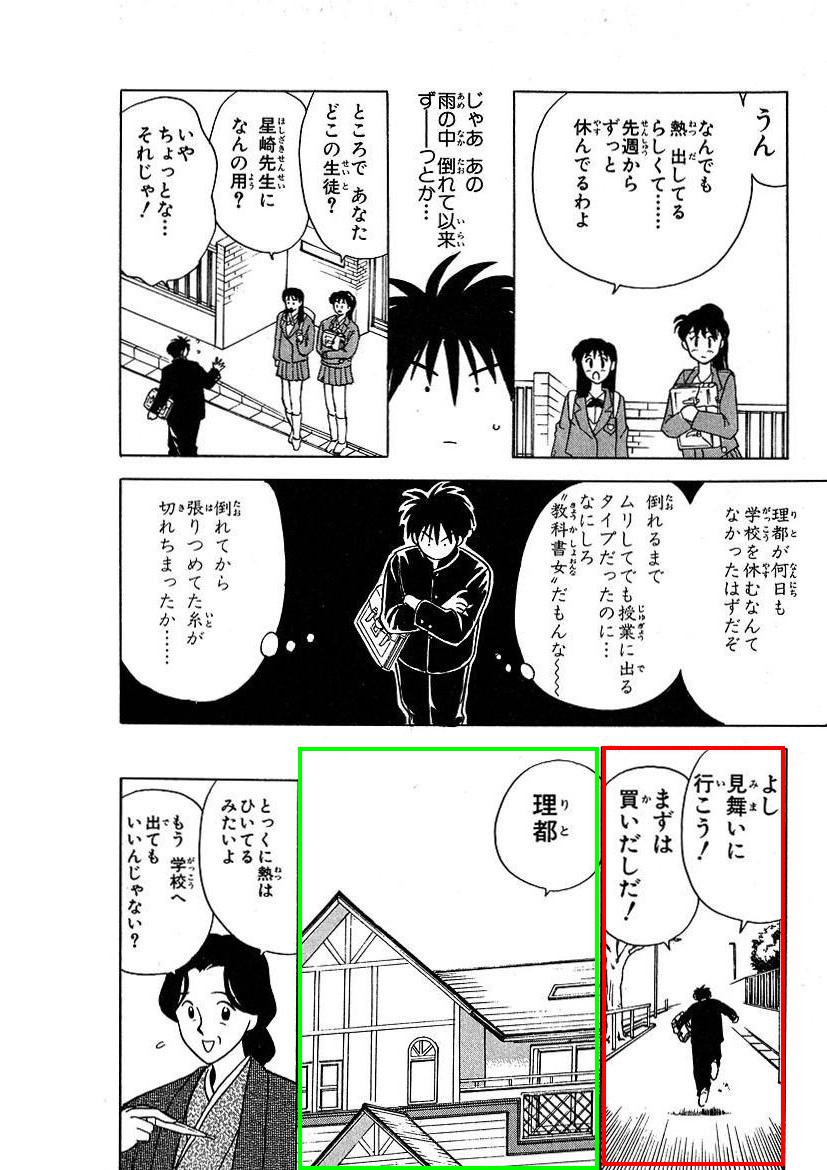 うん
なんでも
熱 出してる
らしくて……
先週から
ずっと
休んでるわよ
じゃあ あの
雨の中 倒れて以来
ず――っとか…
ところで あなた
どこの生徒?
星崎先生に
なんの用?
いや
ちょっとな…
それじゃ!
理都が何日も
学校を休むなんて
なかったはずだぞ
倒れるまで
ムリしてでも授業に出る
タイプだったのに…
なにしろ
"教科書女"だもんな〜〜
倒れてから
張りつめてた糸が
切れちまったか……
よし
見舞いに
行こう!
まずは
買いだしだ!
理都
とっくに熱は
ひいてる
みたいよ
もう 学校へ
出ても
いいんじゃない?